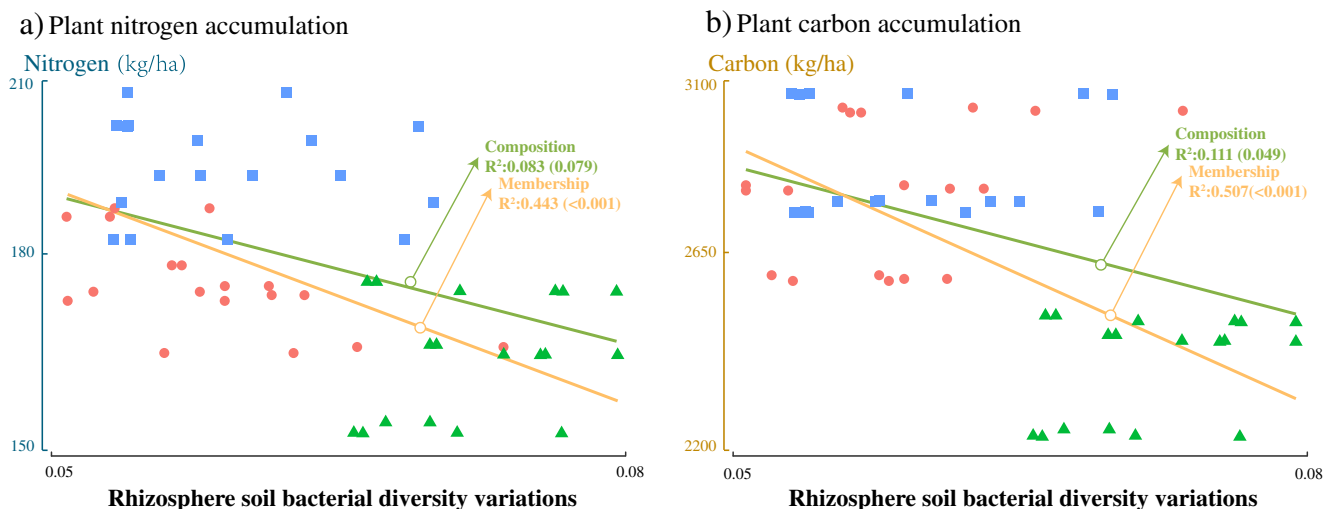 a) Plant nitrogen accumulation
Nitrogen (kg/ha)
210
180
150
Composition
R²:0.083 (0.079)
Membership
R²:0.443 (<0.001)
0.05
0.08
Rhizosphere soil bacterial diversity variations
b) Plant carbon accumulation
Carbon (kg/ha)
3100
2650
2200
Composition
R²:0.111 (0.049)
Membership
R²:0.507(<0.001)
0.05
0.08
Rhizosphere soil bacterial diversity variations